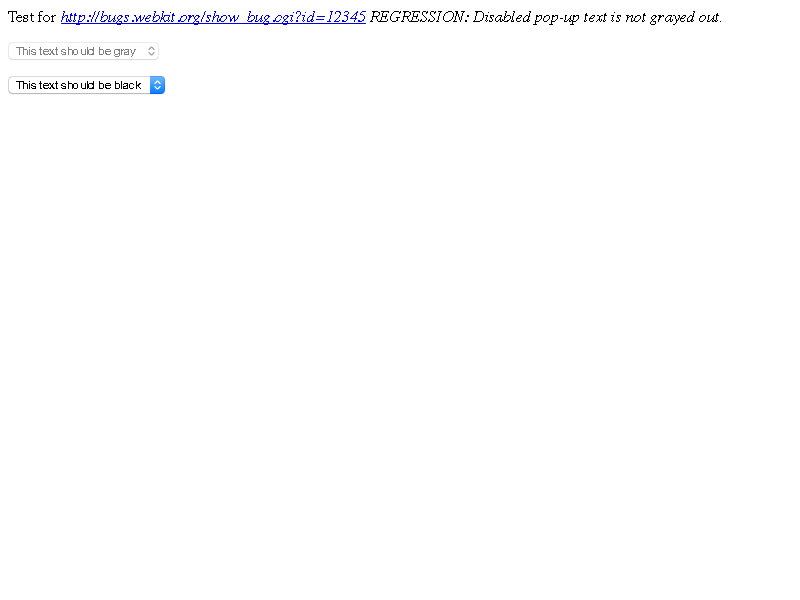 Test for http://bugs.webkit.org/show_bug.cgi?id=12345 REGRESSION: Disabled pop-up text is not grayed out.
This text should be gray
This text should be black